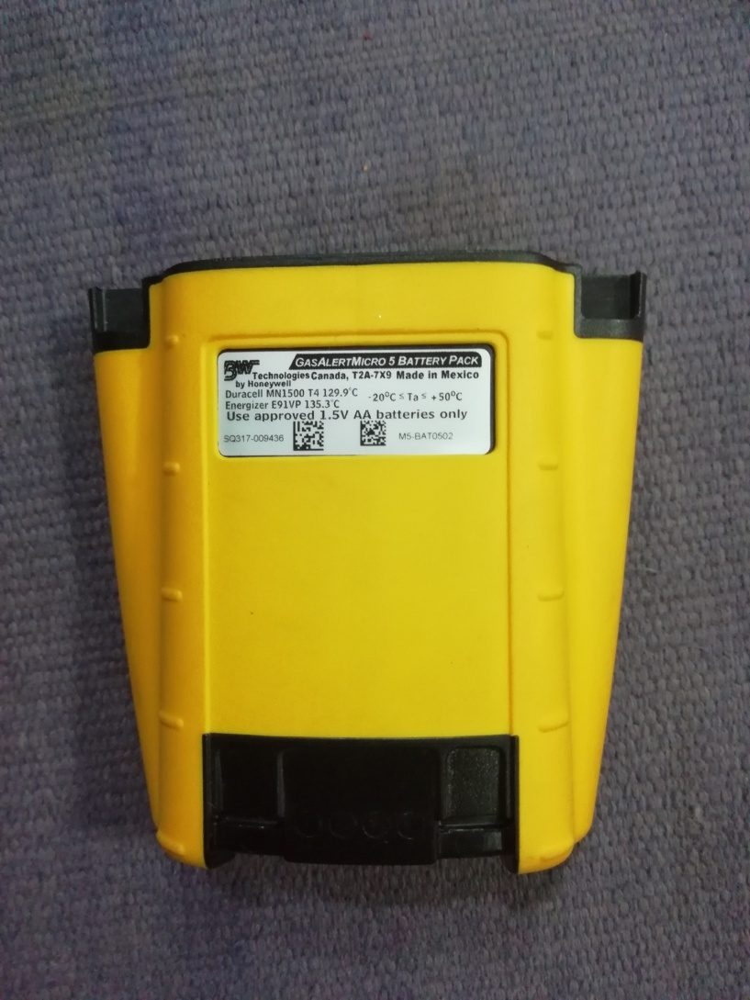 GASALERTMICRO 5 BATTERY PACK
BW Technologies Canada, T2A-7X9 Made in Mexico
by Honeywell
Duracell MN1500 T4 129.9°C -20°C ≤ Ta ≤ +50°C
Energizer E91VP 135.3°C
Use approved 1.5V AA batteries only
SQ317-009436 M5-BAT0502